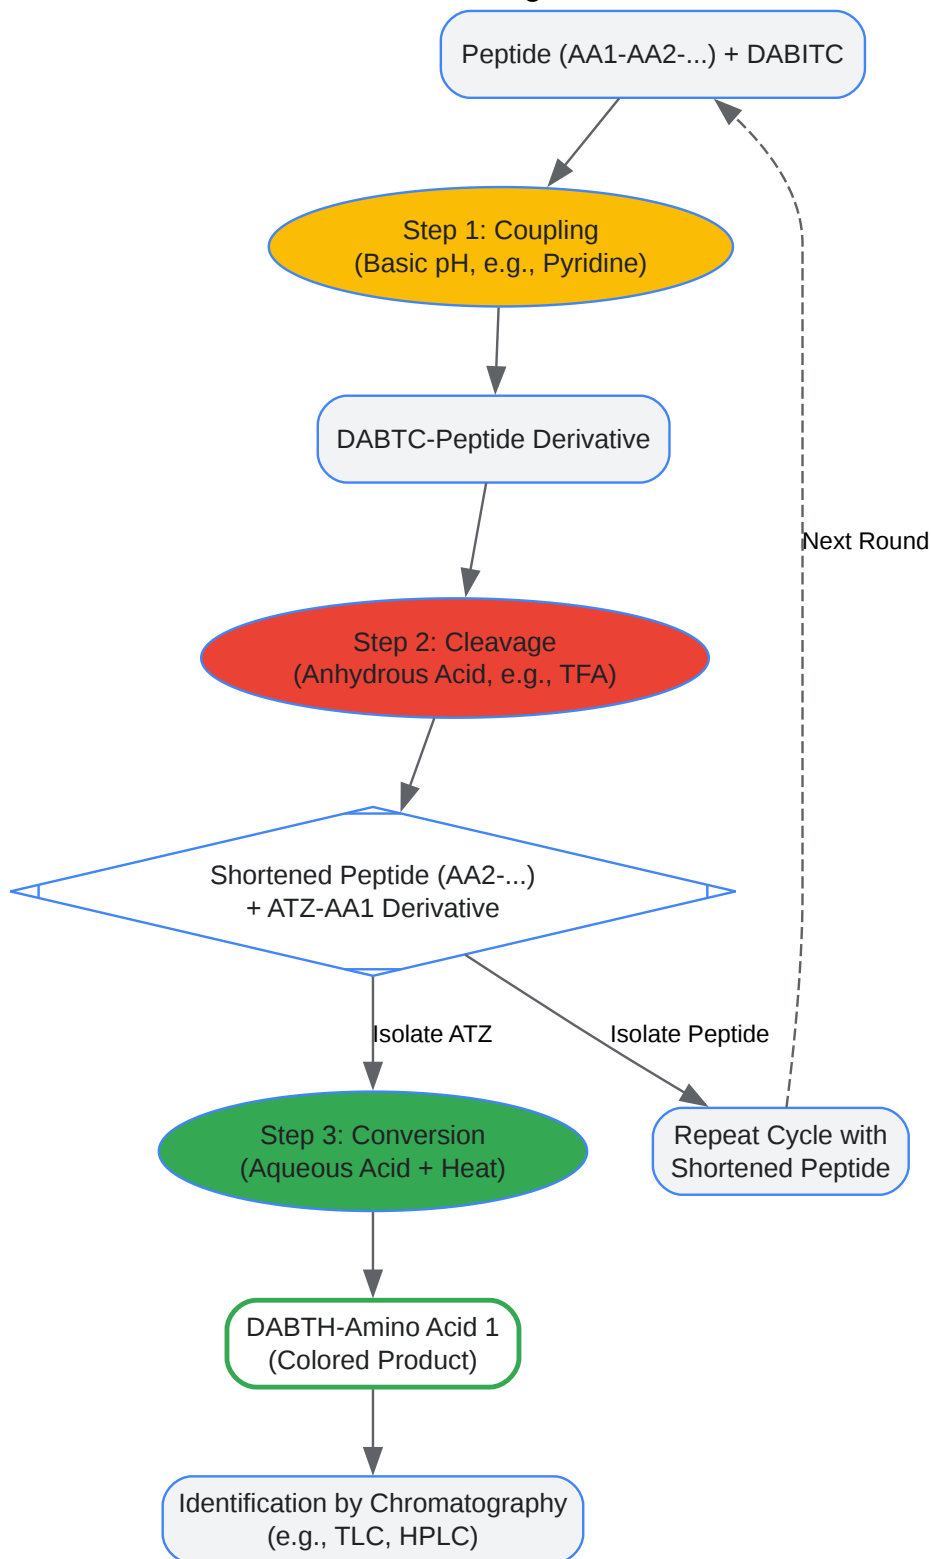 Peptide (AA1-AA2-...) + DABITC
Step 1: Coupling
(Basic pH, e.g., Pyridine)
DABTC-Peptide Derivative
Next Round
Step 2: Cleavage
(Anhydrous Acid, e.g., TFA)
Shortened Peptide (AA2-...)
+ ATZ-AA1 Derivative
Isolate ATZ
Isolate Peptide
Step 3: Conversion
(Aqueous Acid + Heat)
Repeat Cycle with
Shortened Peptide
DABTH-Amino Acid 1
(Colored Product)
Identification by Chromatography
(e.g., TLC, HPLC)